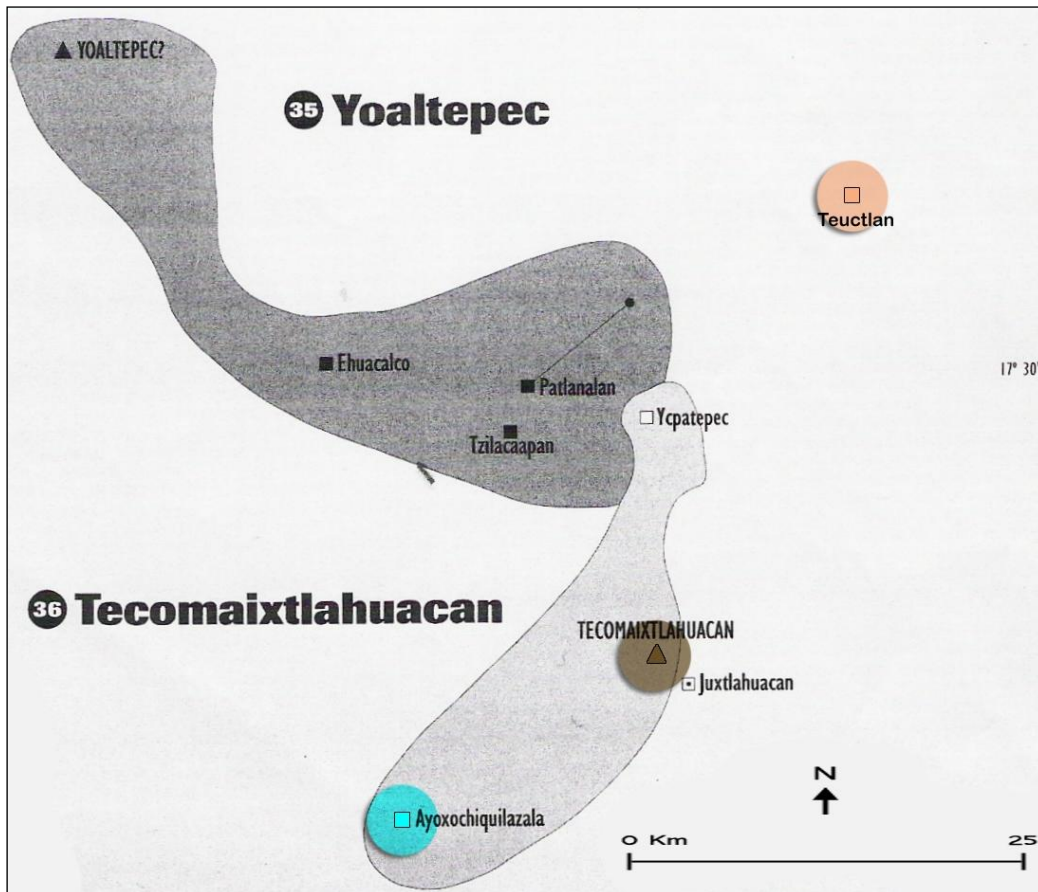 YOALTEPEC?
35 Yoaltepec
Teuctlan
Ehuacalco
17° 30'
Patlanalan
Ycpatepec
Tzilacaapan
36 Tecomaixtlahuacan
TECOMAIXTLAHUACAN
Juxtlahuacan
N
Ayoxochiquilazala
0 Km 25